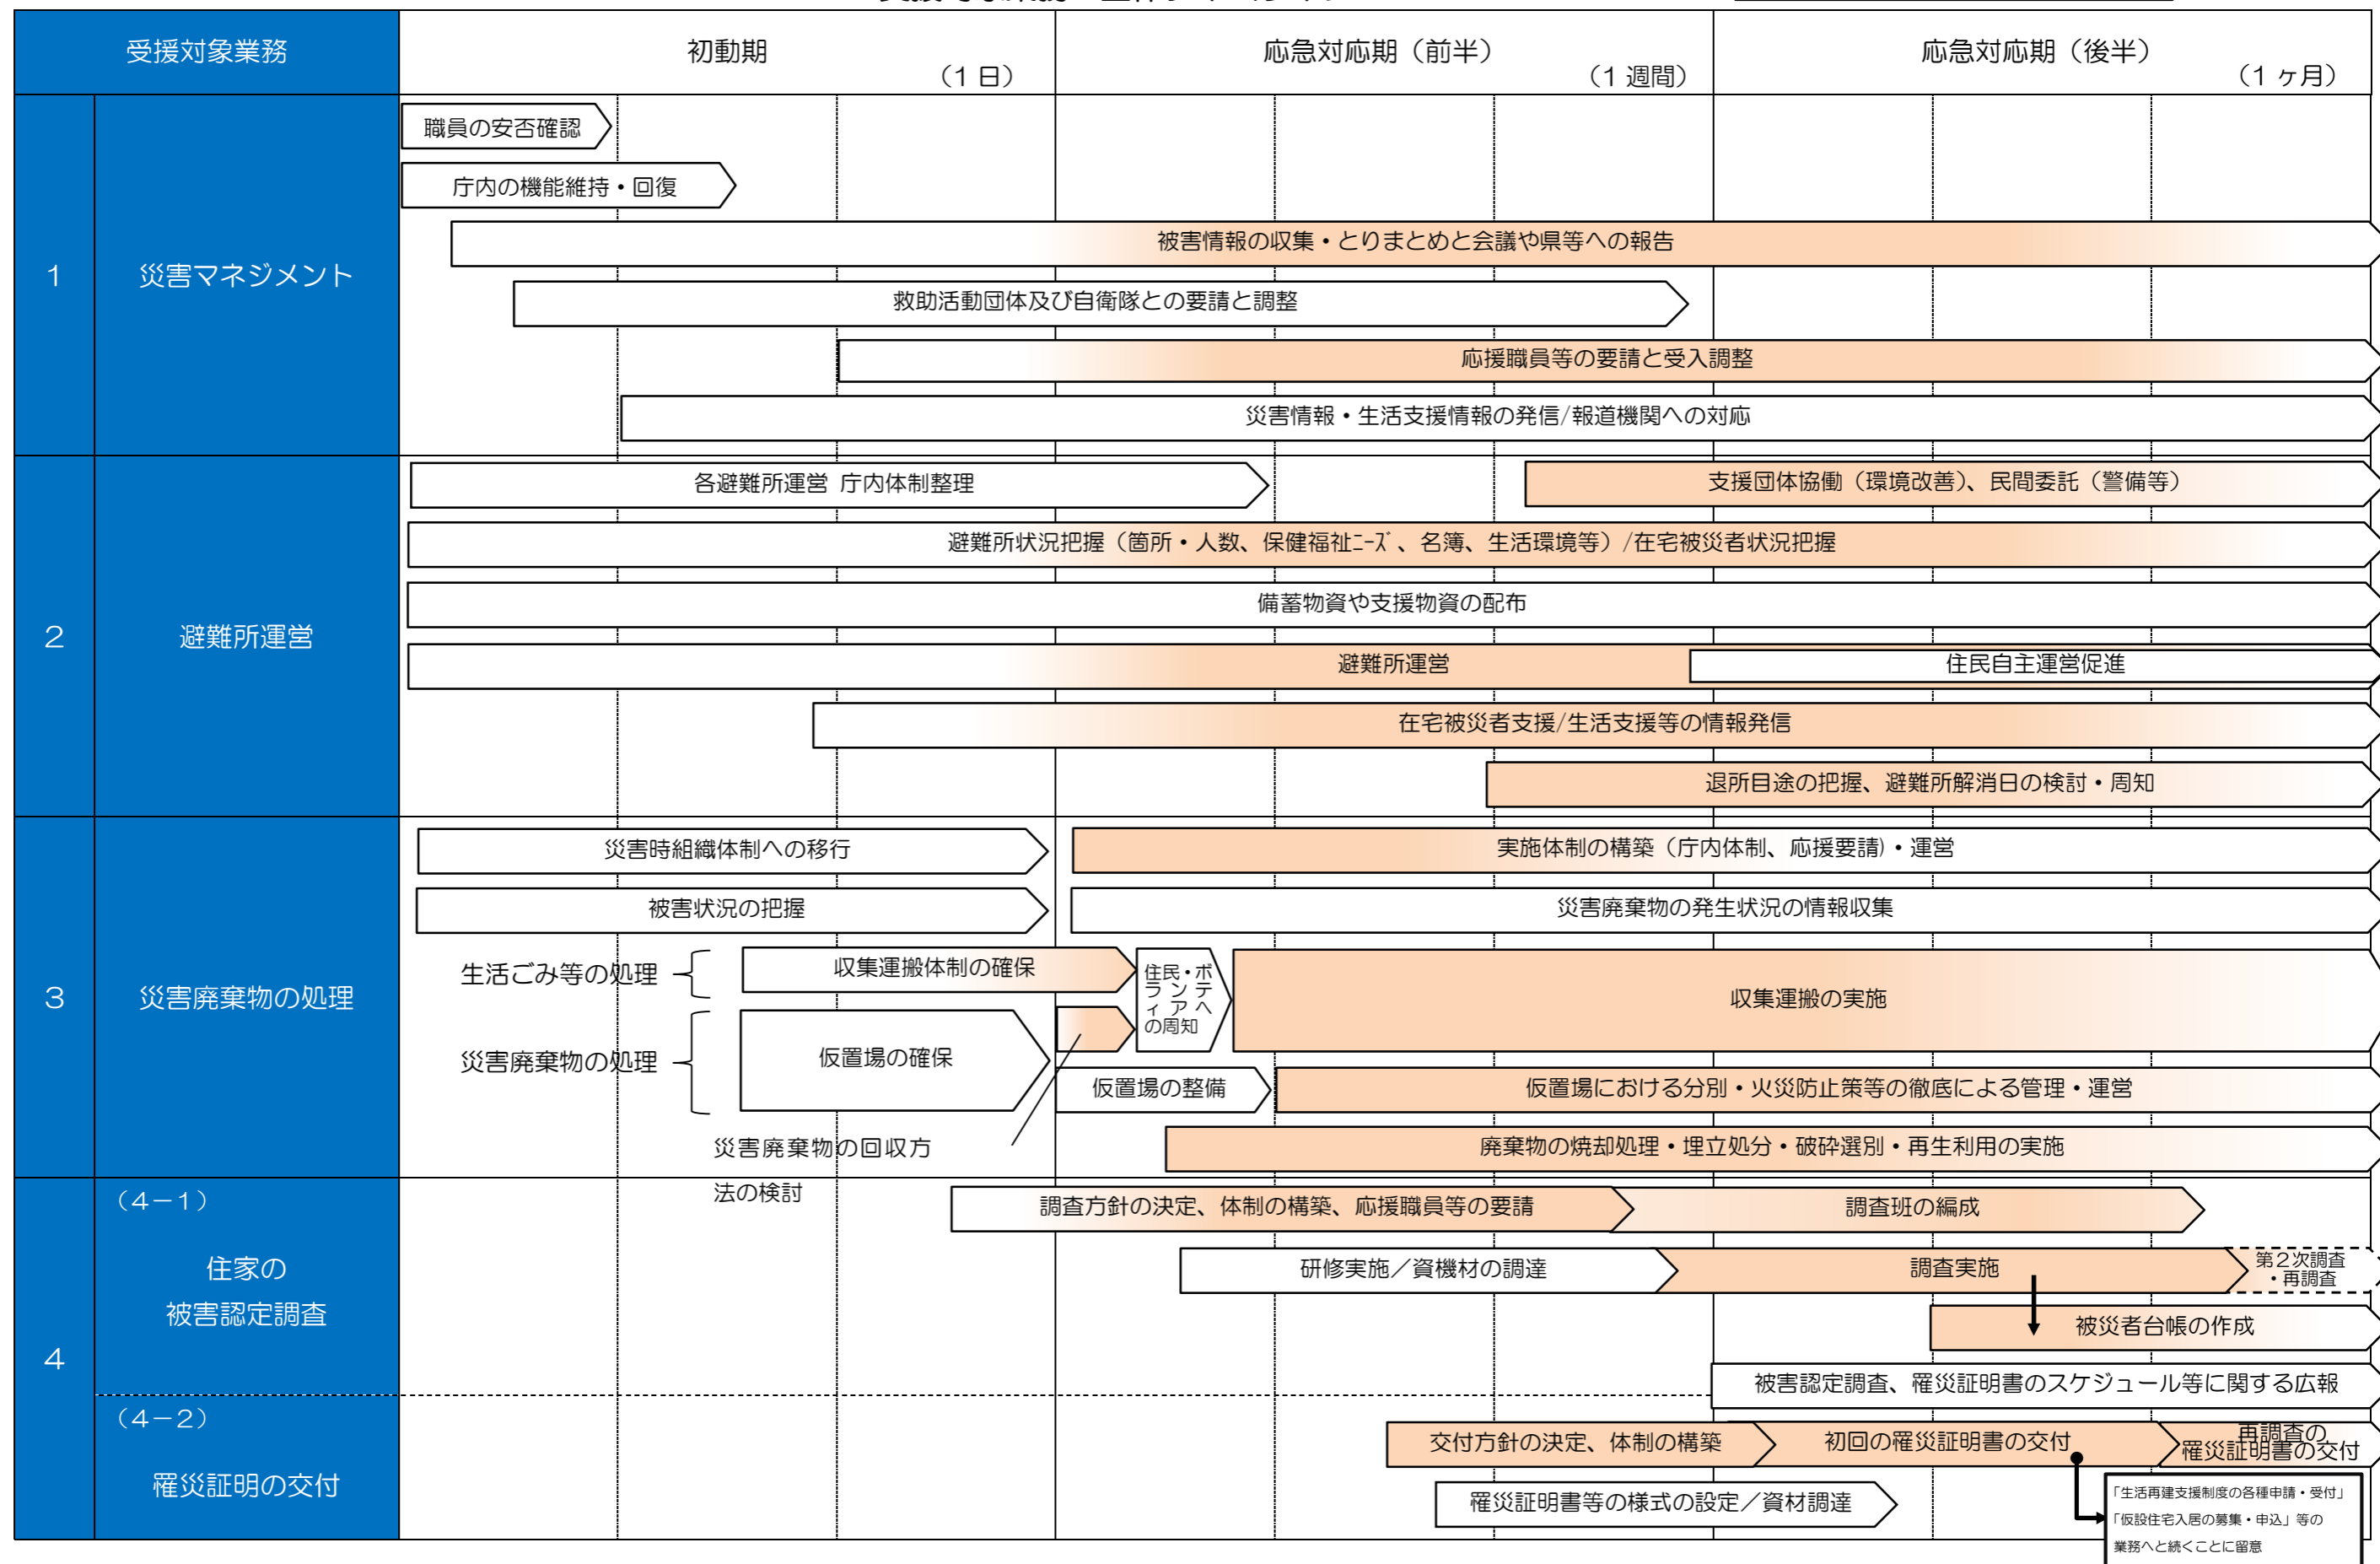 受援対象業務
初動期
（1 日）
応急対応期（前半）
（1 週間）
応急対応期（後半）
（1 ヶ月）
1
災害マネジメント
職員の安否確認
庁内の機能維持・回復
被害情報の収集・とりまとめと会議や県等への報告
救助活動団体及び自衛隊との要請と調整
応援職員等の要請と受入調整
災害情報・生活支援情報の発信/報道機関への対応
2
避難所運営
各避難所運営 庁内体制整理
支援団体協働（環境改善）、民間委託（警備等）
避難所状況把握（箇所・人数、保健福祉ﾆｰｽﾞ、名簿、生活環境等）/在宅被災者状況把握
備蓄物資や支援物資の配布
避難所運営
住民自主運営促進
在宅被災者支援/生活支援等の情報発信
退所目途の把握、避難所解消日の検討・周知
3
災害廃棄物の処理
災害時組織体制への移行
実施体制の構築（庁内体制、応援要請)・運営
被害状況の把握
災害廃棄物の発生状況の情報収集
生活ごみ等の処理
収集運搬体制の確保
住民・ボ
ランテ
ィアへ
の周知
収集運搬の実施
災害廃棄物の処理
仮置場の確保
仮置場の整備
仮置場における分別・火災防止策等の徹底による管理・運営
災害廃棄物の回収方
法の検討
廃棄物の焼却処理・埋立処分・破砕選別・再生利用の実施
4
（4－1）
住家の
被害認定調査
調査方針の決定、体制の構築、応援職員等の要請
調査班の編成
研修実施／資機材の調達
調査実施
第２次調査
・再調査
被災者台帳の作成
被害認定調査、罹災証明書のスケジュール等に関する広報
（4－2）
罹災証明の交付
交付方針の決定、体制の構築
初回の罹災証明書の交付
再調査の
罹災証明書の交付
罹災証明書等の様式の設定／資材調達
「生活再建支援制度の各種申請・受付」
「仮設住宅入居の募集・申込」等の
業務へと続くことに留意